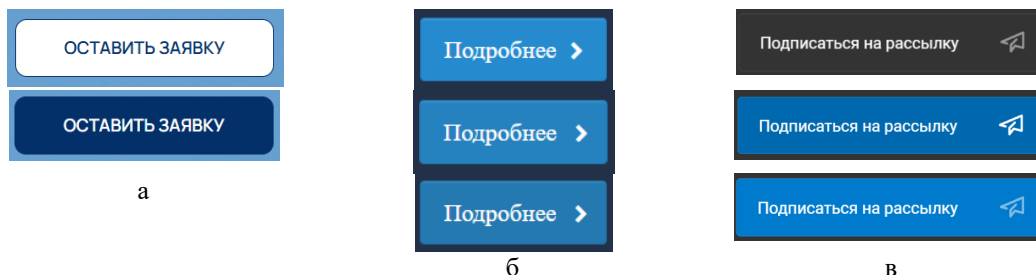 ОСТАВИТЬ ЗАЯВКУ
ОСТАВИТЬ ЗАЯВКУ
а
Подробнее
Подробнее
Подробнее
б
Подписаться на рассылку
Подписаться на рассылку
Подписаться на рассылку
в